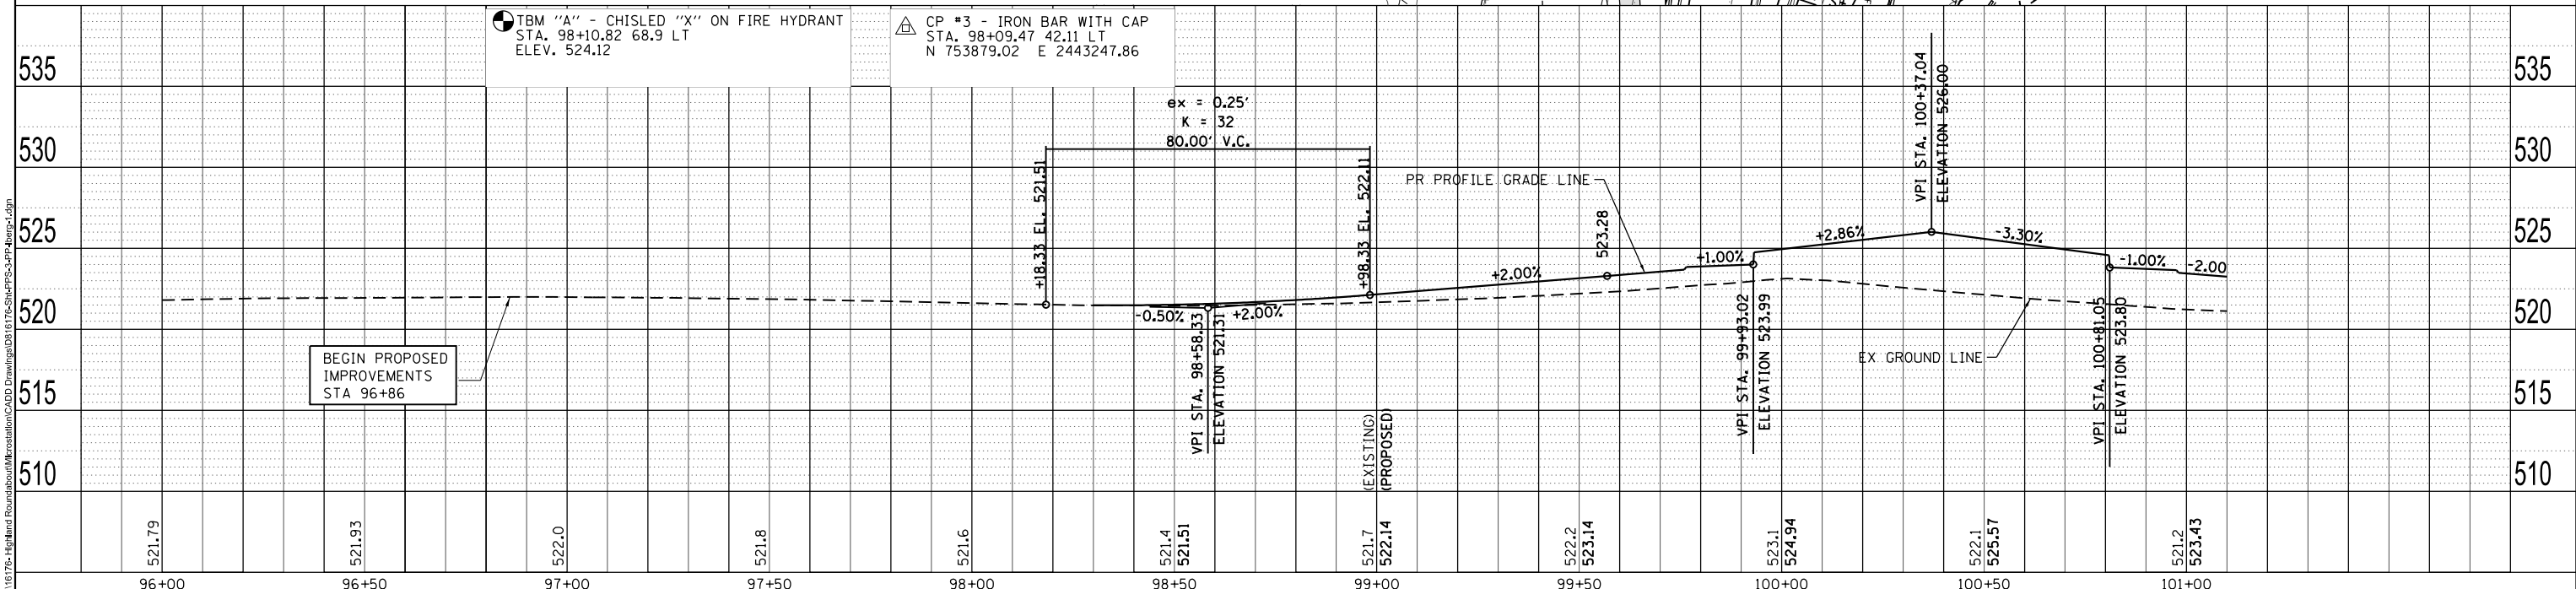 TBM "A" - CHISLED "X" ON FIRE HYDRANT
STA. 98+10.82 68.9 LT
ELEV. 524.12
CP #3 - IRON BAR WITH CAP
STA. 98+09.47 42.11 LT
N 753879.02 E 2443247.86
535
530
525
520
515
510
535
530
525
520
515
510
ex = 0.25'
K = 32
80.00' V.C.
+18.33 EL. 521.51
+98.33 EL. 522.11
PR PROFILE GRADE LINE
523.28
VPI STA. 100+37.04
ELEVATION 526.00
+2.00%
+1.00%
+2.86%
-3.30%
-1.00%
-2.00
-0.50%
+2.00%
VPI STA. 98+58.33
ELEVATION 521.31
VPI STA. 99+93.02
ELEVATION 523.99
EX GROUND LINE
VPI STA. 100+81.05
ELEVATION 523.80
BEGIN PROPOSED
IMPROVEMENTS
STA 96+86
(EXISTING)
(PROPOSED)
521.79
521.93
522.0
521.8
521.6
521.4
521.51
521.7
522.14
522.2
523.14
523.1
524.94
522.1
525.57
521.2
523.43
96+00
96+50
97+00
97+50
98+00
98+50
99+00
99+50
100+00
100+50
101+00